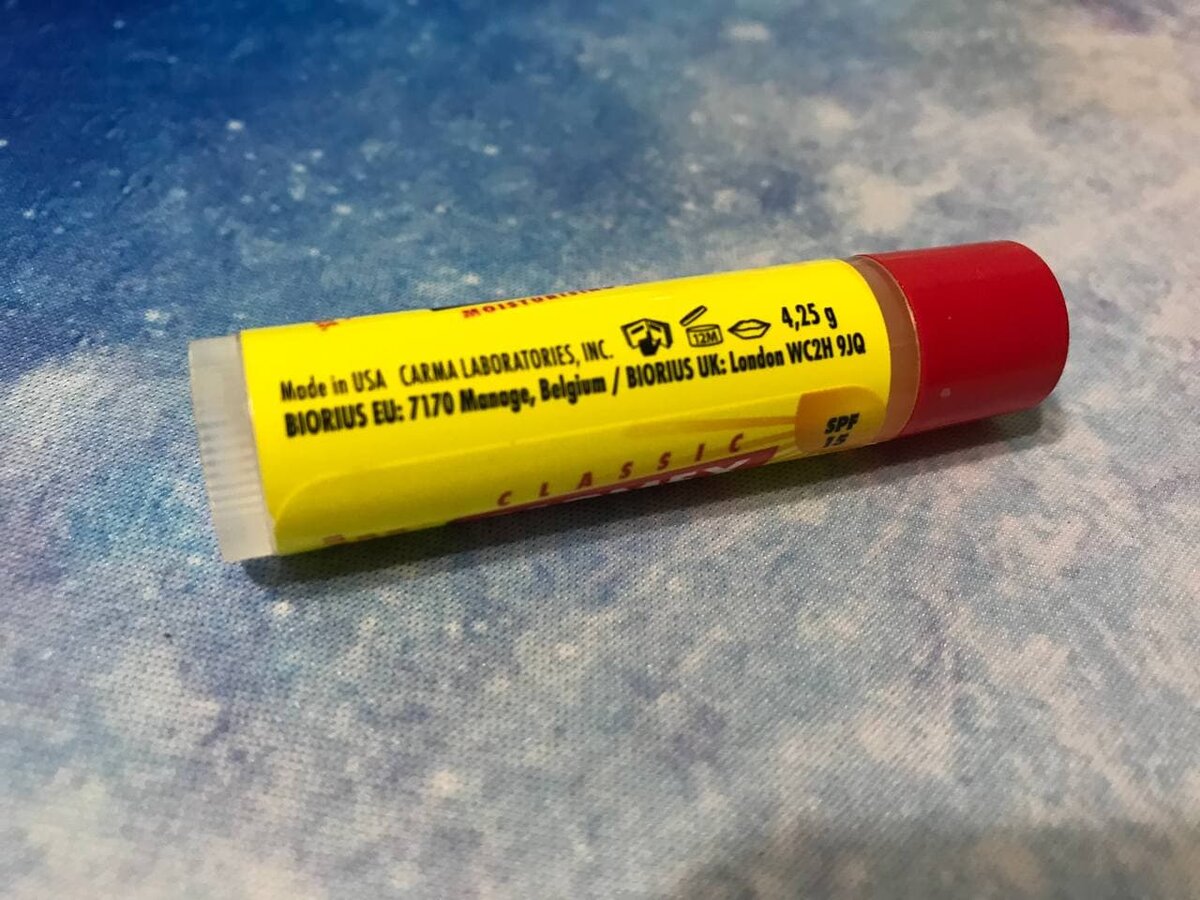 Made in USA CARMA LABORATORIES, INC. 12M 4,25 g
BIORIUS EU: 7170 Manage, Belgium / BIORIUS UK: London WC2H 9JQ
SPF
15
CLASSIC